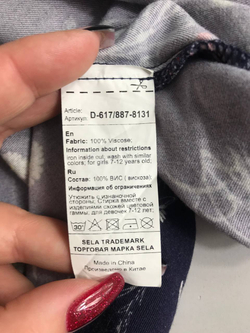 Article:
Артикул: D-617/887-8131
En
Fabric: 100% Viscose;
Information about restrictions
iron inside out, wash with similar
colors, for girls 7-12 years old.
Ru
Состав: 100% ВИС ( вискоза);
Информация об ограничениях
Утюжить с изнаночной
стороны, Стирка вместе с
изделиями схожей цветовой
гаммы, для девочек 7-12 лет.
30°
SELA TRADEMARK
ТОРГОВАЯ МАРКА SELA
Made in China
Произведено в Китае